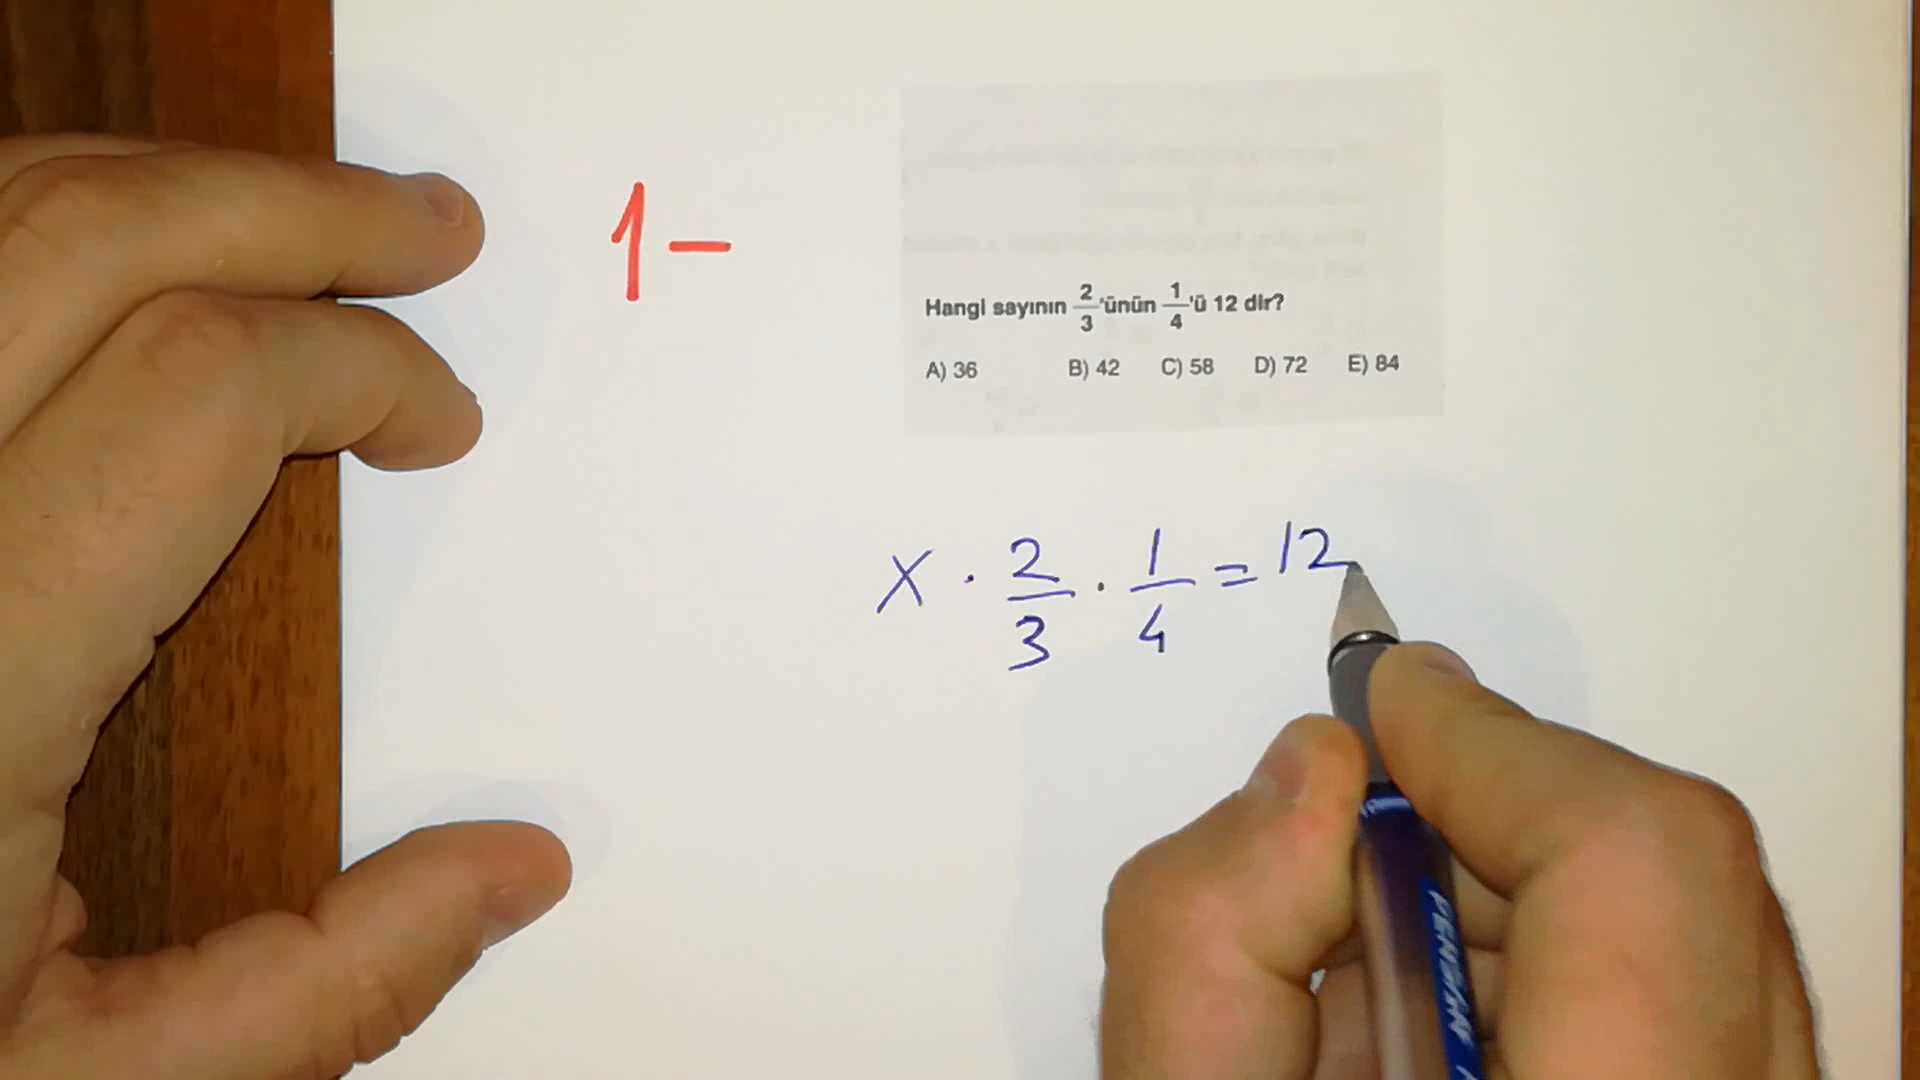 1-
Hangi sayının 2/3'ünün 1/4'ü 12 dir?
A) 36 B) 42 C) 58 D) 72 E) 84
X · 2/3 · 1/4 = 12
PENSAN